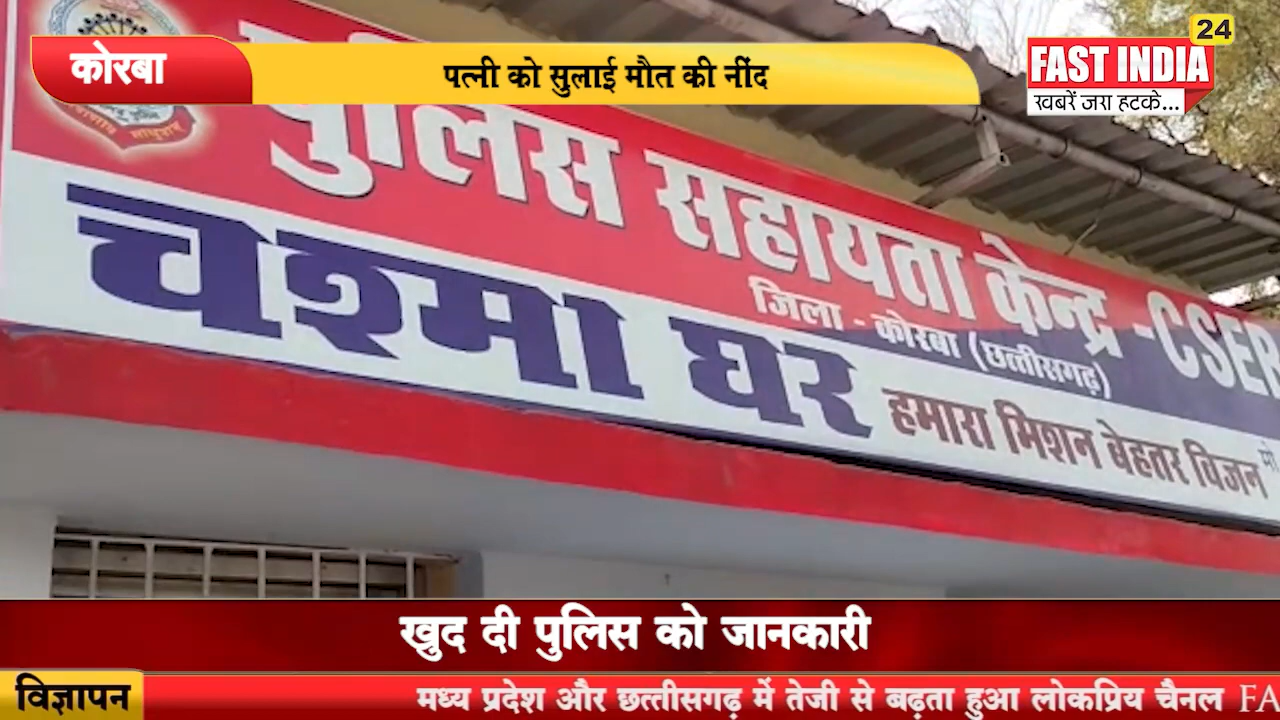 24
कोरबा
पत्नी को सुलाई मौत की नींद
FAST INDIA
खबरें जरा हटके...
पुलिस सहायता केन्द्र -CSEB
जिला - कोरबा (छत्तीसगढ़)
चश्मा घर
हमारा मिशन बेहतर विजन
खुद दी पुलिस को जानकारी
विज्ञापन
मध्य प्रदेश और छत्तीसगढ़ में तेजी से बढ़ता हुआ लोकप्रिय चैनल FA